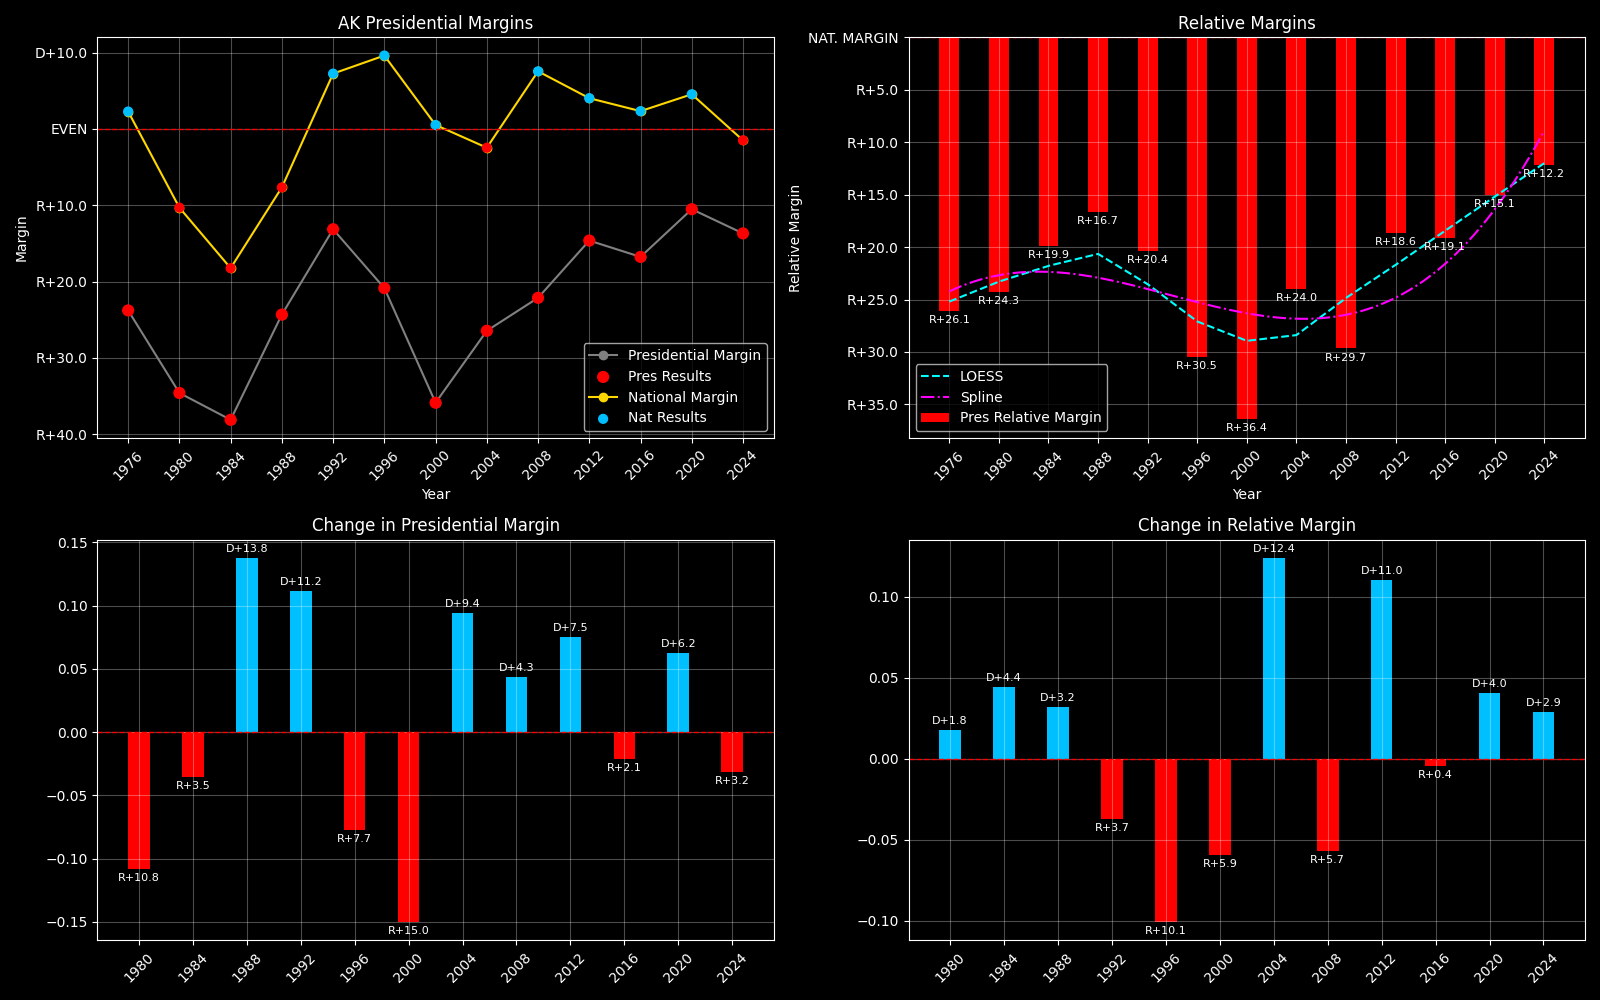 AK Presidential Margins
D+10.0
EVEN
R+10.0
R+20.0
R+30.0
R+40.0
Margin
Presidential Margin
Pres Results
National Margin
Nat Results
1976
1980
1984
1988
1992
1996
2000
2004
2008
2012
2016
2020
2024
Year
Relative Margins
NAT. MARGIN
R+5.0
R+10.0
R+15.0
R+20.0
R+25.0
R+30.0
R+35.0
Relative Margin
R+26.1
R+24.3
R+19.9
R+16.7
R+20.4
R+30.5
R+36.4
R+24.0
R+29.7
R+18.6
R+19.1
R+15.1
R+12.2
LOESS
Spline
Pres Relative Margin
1976
1980
1984
1988
1992
1996
2000
2004
2008
2012
2016
2020
2024
Year
Change in Presidential Margin
0.15
0.10
0.05
0.00
−0.05
−0.10
−0.15
R+10.8
R+3.5
D+13.8
D+11.2
R+7.7
R+15.0
D+9.4
D+4.3
D+7.5
R+2.1
D+6.2
R+3.2
1980
1984
1988
1992
1996
2000
2004
2008
2012
2016
2020
2024
Change in Relative Margin
0.10
0.05
0.00
−0.05
−0.10
D+1.8
D+4.4
D+3.2
R+3.7
R+10.1
R+5.9
D+12.4
R+5.7
D+11.0
R+0.4
D+4.0
D+2.9
1980
1984
1988
1992
1996
2000
2004
2008
2012
2016
2020
2024